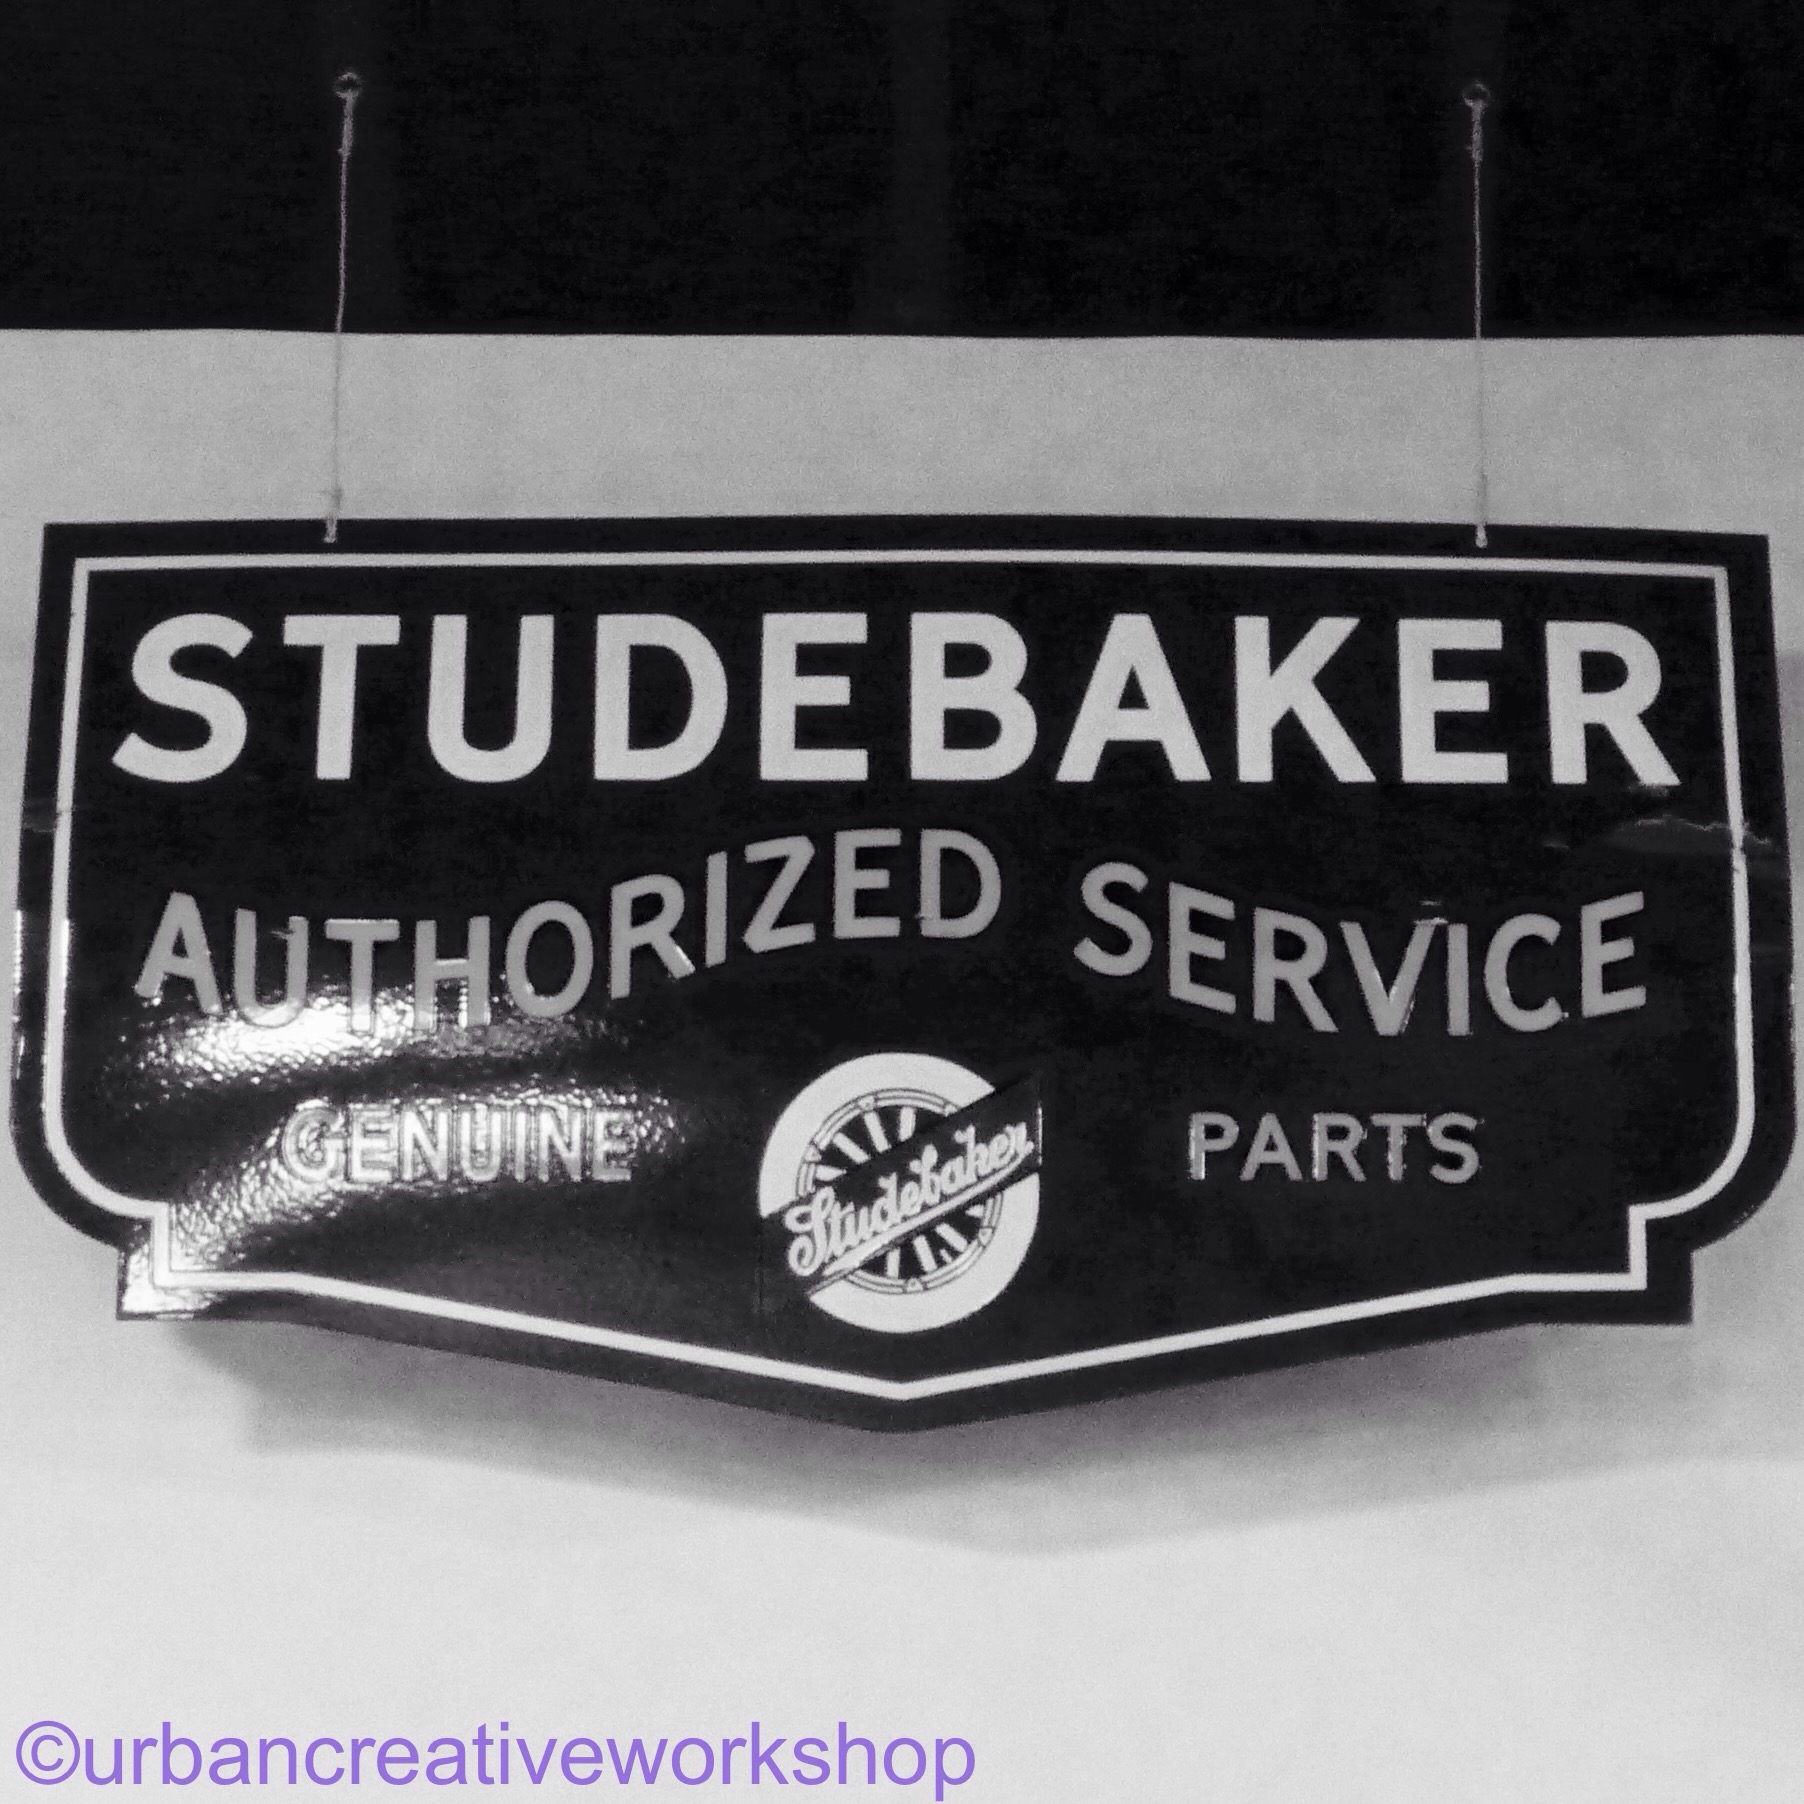 STUDEBAKER
AUTHORIZED SERVICE
GENUINE Studebaker PARTS
©urbancreativeworkshop